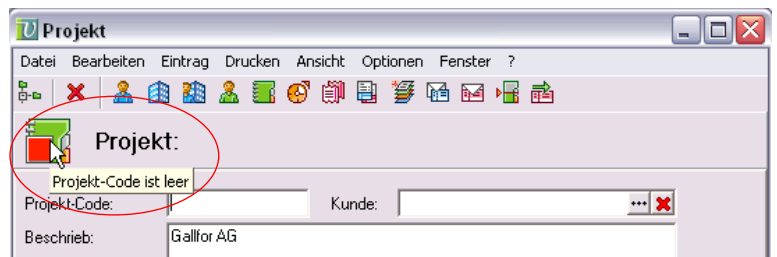 Projekt
Datei Bearbeiten Eintrag Drucken Ansicht Optionen Fenster ?
Projekt:
Projekt-Code ist leer
Projekt-Code: Kunde:
Beschrieb: Gallfor AG